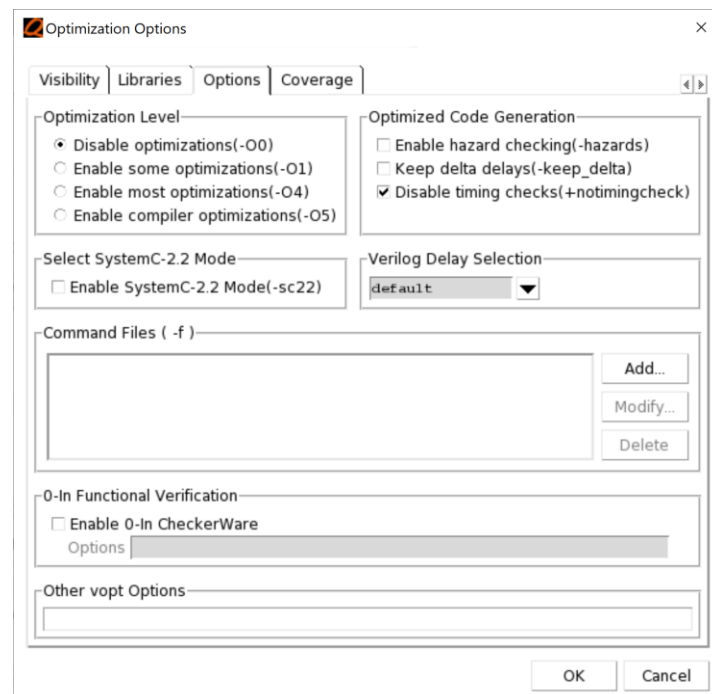 Optimization Options
Visibility Libraries Options Coverage
Optimization Level
Disable optimizations(-O0)
Enable some optimizations(-O1)
Enable most optimizations(-O4)
Enable compiler optimizations(-O5)
Optimized Code Generation
Enable hazard checking(-hazards)
Keep delta delays(-keep_delta)
Disable timing checks(+notimingcheck)
Select SystemC-2.2 Mode
Enable SystemC-2.2 Mode(-sc22)
Verilog Delay Selection
default
Command Files ( -f )
Add...
Modify...
Delete
0-In Functional Verification
Enable 0-In CheckerWare
Options
Other vopt Options
OK Cancel